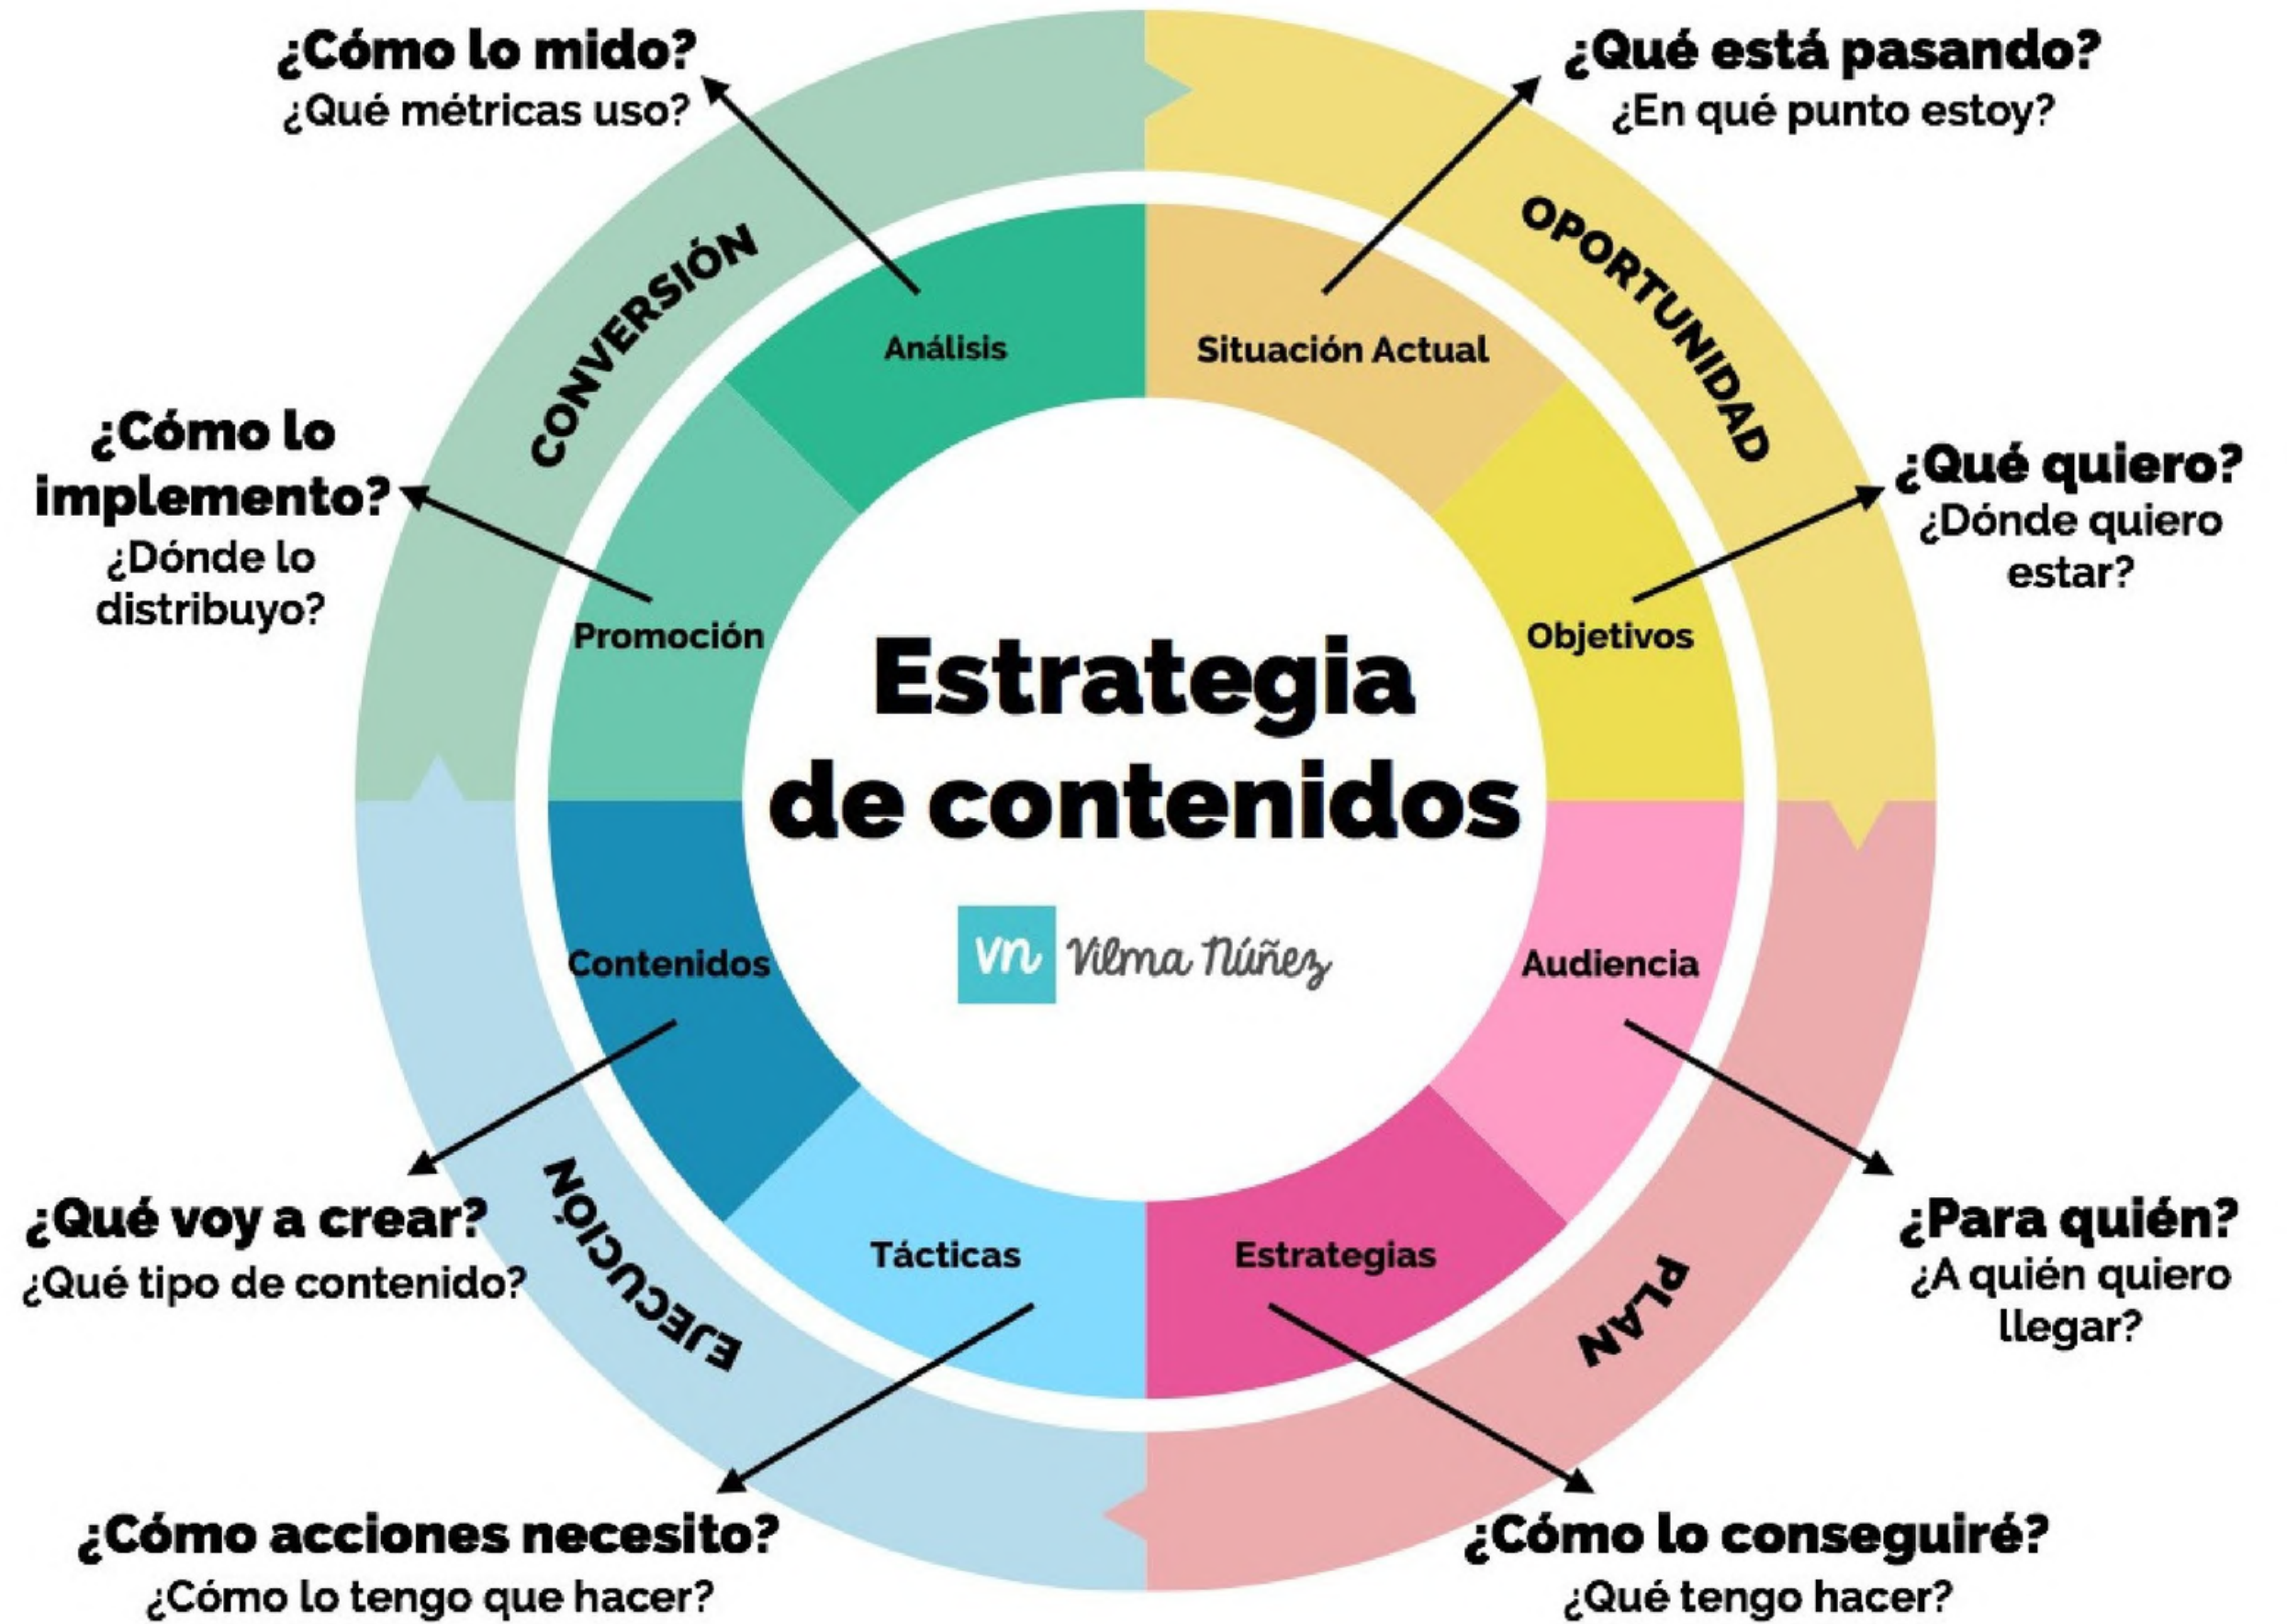 ¿Cómo lo mido?
¿Qué métricas uso?
¿Qué está pasando?
¿En qué punto estoy?
CONVERSIÓN
OPORTUNIDAD
Análisis
Situación Actual
¿Cómo lo
implemento?
¿Dónde lo
distribuyo?
¿Qué quiero?
¿Dónde quiero
estar?
Promoción
Objetivos
Estrategia
de contenidos
vn Vilma Núñez
Contenidos
Audiencia
¿Qué voy a crear?
¿Qué tipo de contenido?
EJECUCIÓN
Tácticas
Estrategias
PLAN
¿Para quién?
¿A quién quiero
llegar?
¿Cómo acciones necesito?
¿Cómo lo tengo que hacer?
¿Cómo lo conseguiré?
¿Qué tengo hacer?